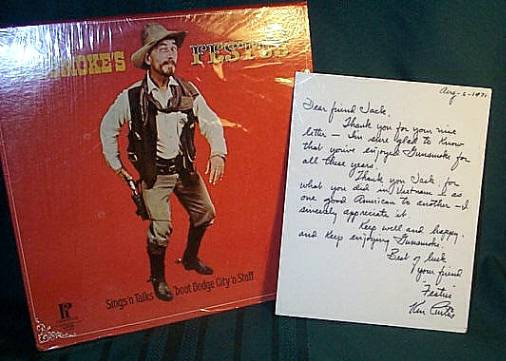 GUNSMOKE'S FESTUS
Sings 'n Talks 'bout Dodge City 'n Stuff
Aug-6-1971
Dear friend Jack,
Thank you for your nice
letter – I'm sure glad to know
that you've enjoyed Gunsmoke for
all these years.
Thank you Jack for
what you did in Vietnam – as
one good American to another – I
sincerely appreciate it.
Keep well and happy,
and keep enjoying Gunsmoke.
Best of luck
your friend
"Festus"
Ken Curtis